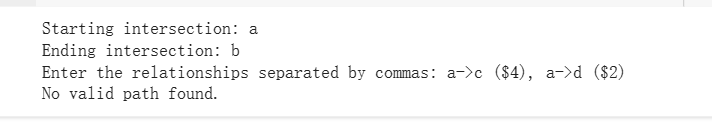 Starting intersection: a
Ending intersection: b
Enter the relationships separated by commas: a->c ($4), a->d ($2)
No valid path found.